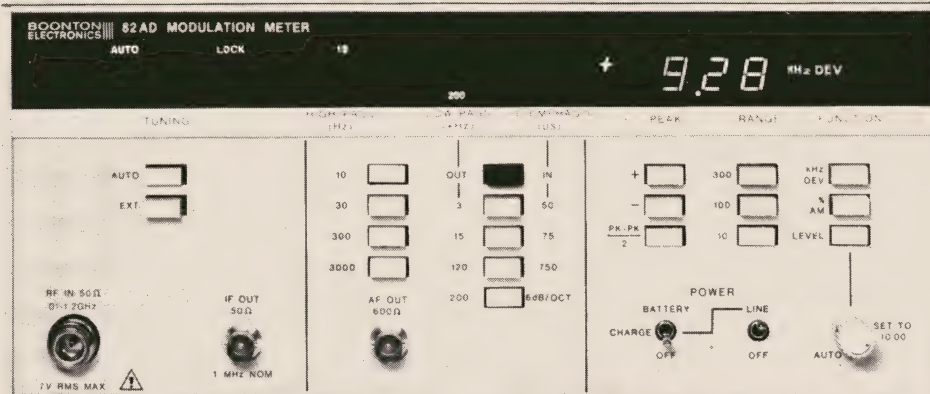 BOONTON
ELECTRONICS
82AD MODULATION METER
AUTO LOCK 10
200
+ 9.28 KHz DEV
TUNING
HIGH PASS
(Hz)
LOW PASS
(KHz)
(US)
PEAK RANGE FUNCTION
AUTO
EXT.
10
30
300
3000
OUT IN
3 50
15 75
120 750
200 6dB/OCT
+
-
PK-PK
2
300
100
10
KHz
DEV
%
AM
LEVEL
POWER
BATTERY LINE
CHARGE
OFF OFF
AUTO
SET TO
10:00
RF IN 50Ω
IF OUT
50Ω
1 MHz NOM
AF OUT
600Ω
7V RMS MAX